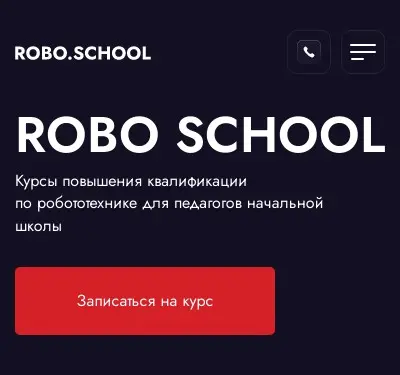 ROBO.SCHOOL
ROBO SCHOOL
Курсы повышения квалификации
по робототехнике для педагогов начальной
школы
Записаться на курс